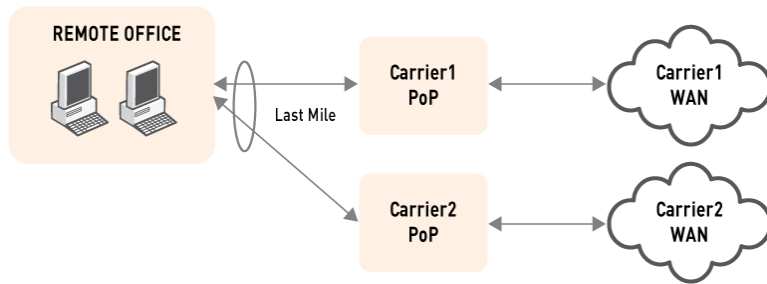 REMOTE OFFICE
Last Mile
Carrier1
PoP
Carrier1
WAN
Carrier2
PoP
Carrier2
WAN